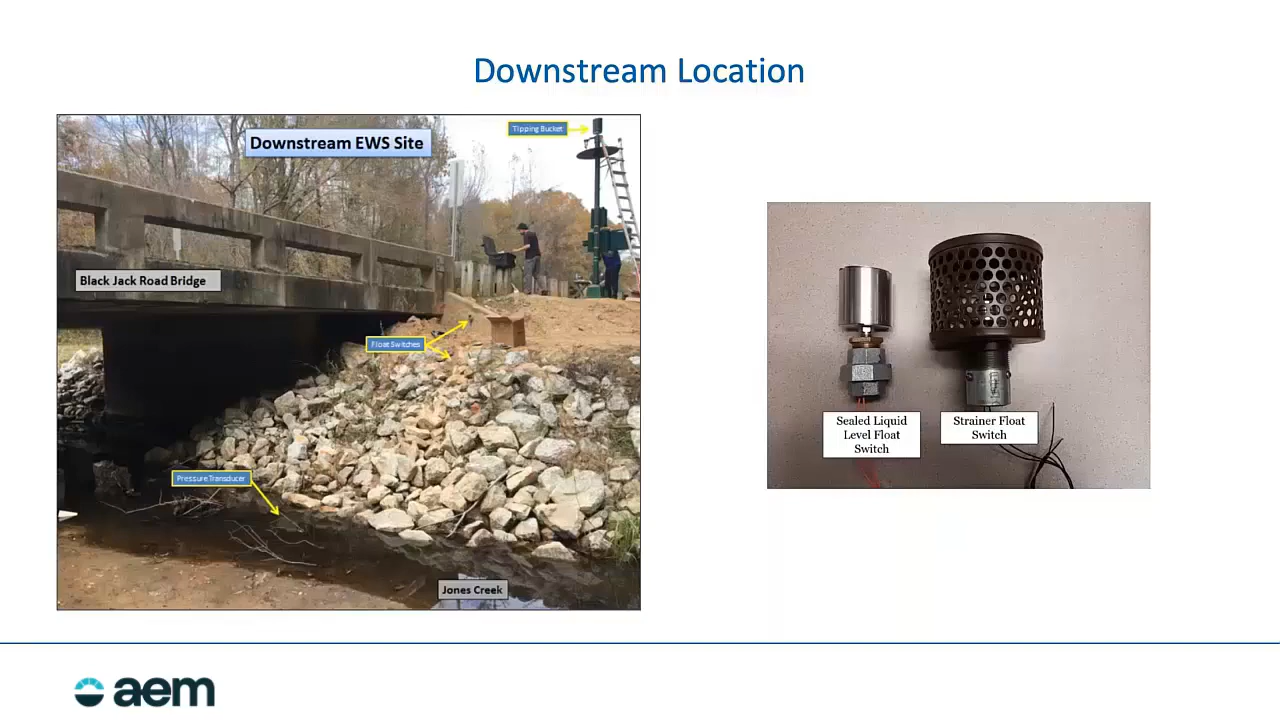 Downstream Location
Downstream EWS Site
Tipping Bucket
Black Jack Road Bridge
Float Switches
Pressure Transducer
Jones Creek
Sealed Liquid
Level Float
Switch
Strainer Float
Switch
aem